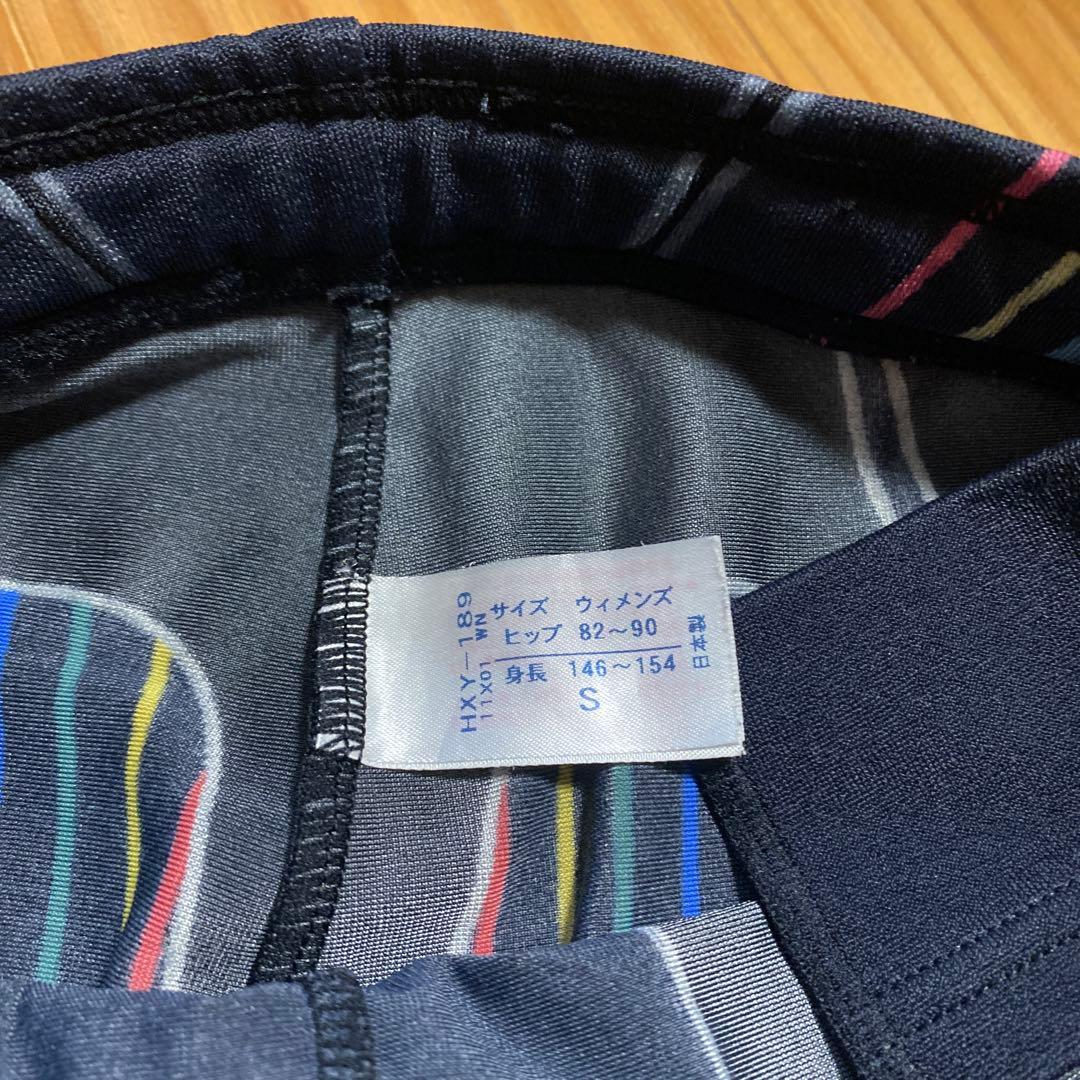 HXY-189
11X01 WN
サイズ ウィメンズ
ヒップ 82～90
身長 146～154
S
日本製